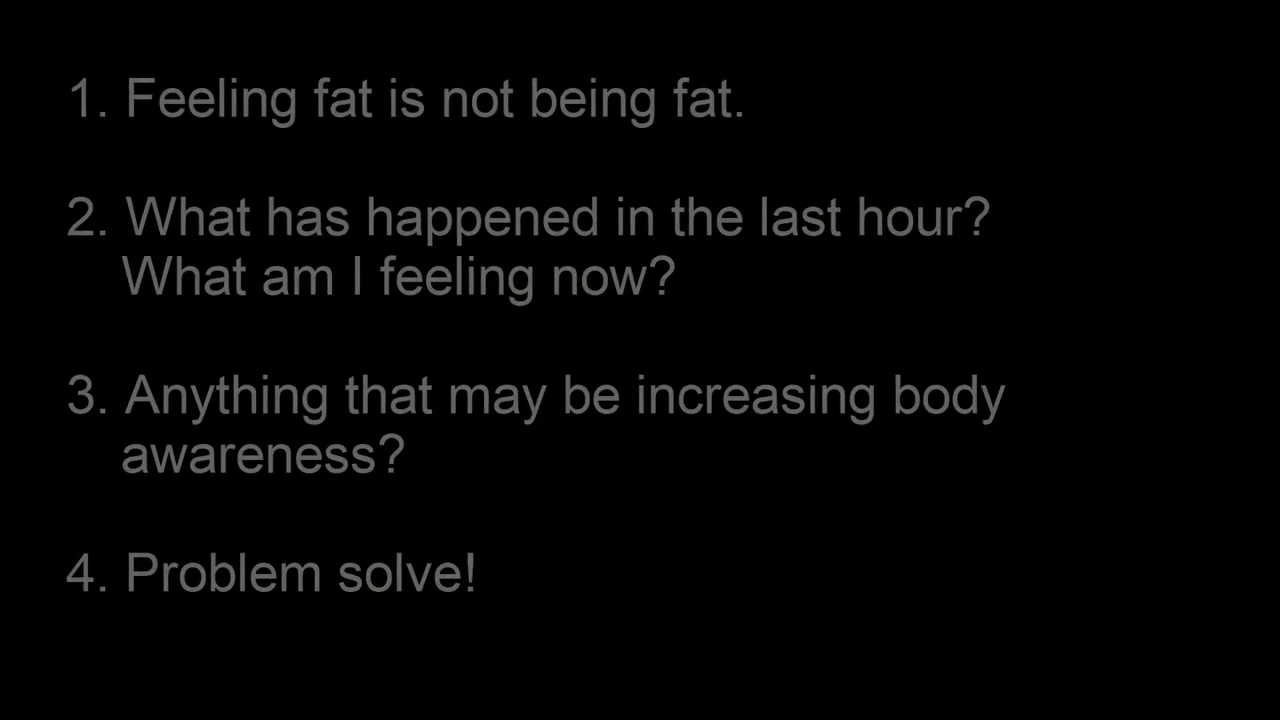 1. Feeling fat is not being fat.
2. What has happened in the last hour?
What am I feeling now?
3. Anything that may be increasing body
awareness?
4. Problem solve!